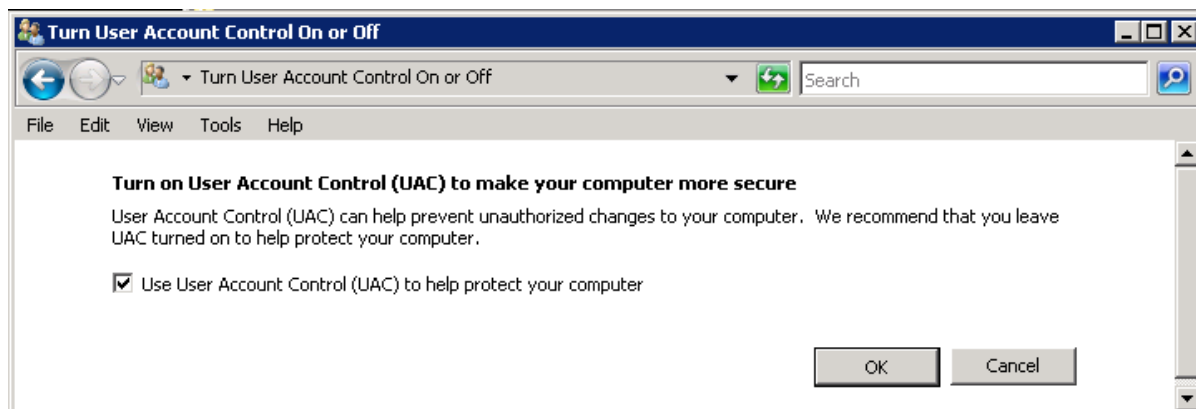 Turn User Account Control On or Off
Turn User Account Control On or Off
Search
File Edit View Tools Help
Turn on User Account Control (UAC) to make your computer more secure
User Account Control (UAC) can help prevent unauthorized changes to your computer. We recommend that you leave
UAC turned on to help protect your computer.
Use User Account Control (UAC) to help protect your computer
OK Cancel